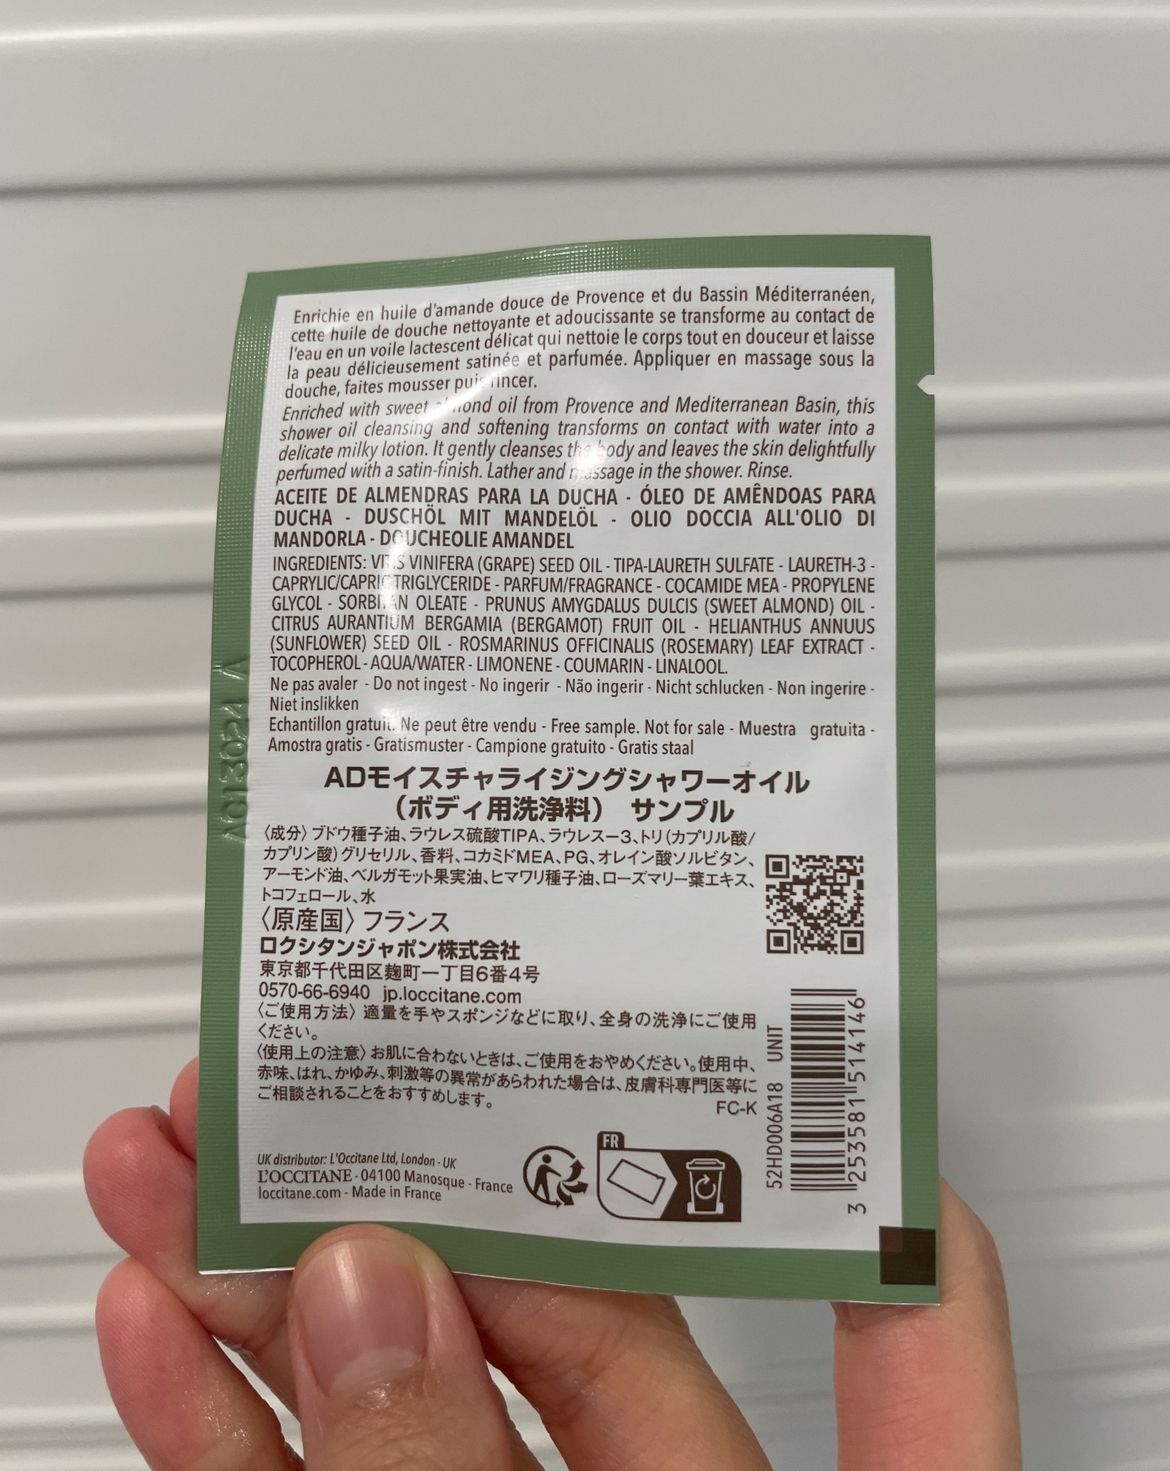 Enrichie en huile d'amande douce de Provence et du Bassin Méditerranéen,
cette huile de douche nettoyante et adoucissante se transforme au contact de
l'eau en un voile lactescent délicat qui nettoie le corps tout en douceur et laisse
la peau délicieusement satinée et parfumée. Appliquer en massage sous la
douche, faites mousser puis rincer.
Enriched with sweet almond oil from Provence and Mediterranean Basin, this
shower oil cleansing and softening transforms on contact with water into a
delicate milky lotion. It gently cleanses the body and leaves the skin delightfully
perfumed with a satin-finish. Lather and massage in the shower. Rinse.
ACEITE DE ALMENDRAS PARA LA DUCHA - ÓLEO DE AMÊNDOAS PARA
DUCHA - DUSCHÖL MIT MANDELÖL - OLIO DOCCIA ALL'OLIO DI
MANDORLA - DOUCHEOLIE AMANDEL
INGREDIENTS: VITIS VINIFERA (GRAPE) SEED OIL - TIPA-LAURETH SULFATE - LAURETH-3 -
CAPRYLIC/CAPRIC TRIGLYCERIDE - PARFUM/FRAGRANCE - COCAMIDE MEA - PROPYLENE
GLYCOL - SORBITAN OLEATE - PRUNUS AMYGDALUS DULCIS (SWEET ALMOND) OIL -
CITRUS AURANTIUM BERGAMIA (BERGAMOT) FRUIT OIL - HELIANTHUS ANNUUS
(SUNFLOWER) SEED OIL - ROSMARINUS OFFICINALIS (ROSEMARY) LEAF EXTRACT -
TOCOPHEROL - AQUA/WATER - LIMONENE - COUMARIN - LINALOOL.
Ne pas avaler - Do not ingest - No ingerir - Não ingerir - Nicht schlucken - Non ingerire -
Niet inslikken
Echantillon gratuit. Ne peut être vendu - Free sample. Not for sale - Muestra gratuita -
Amostra gratis - Gratismuster - Campione gratuito - Gratis staal
ADモイスチャライジングシャワーオイル
（ボディ用洗浄料） サンプル
〈成分〉ブドウ種子油、ラウレス硫酸TIPA、ラウレスー3、トリ（カプリル酸/
カプリン酸）グリセリル、香料、コカミドMEA、PG、オレイン酸ソルビタン、
アーモンド油、ベルガモット果実油、ヒマワリ種子油、ローズマリー葉エキス、
トコフェロール、水
〈原産国〉フランス
ロクシタンジャポン株式会社
東京都千代田区麹町一丁目6番4号
0570-66-6940 jp.loccitane.com
〈ご使用方法〉適量を手やスポンジなどに取り、全身の洗浄にご使用
ください。
〈使用上の注意〉お肌に合わないときは、ご使用をおやめください。使用中、
赤味、はれ、かゆみ、刺激等の異常があらわれた場合は、皮膚科専門医等に
ご相談されることをおすすめします。
FC-K
UK distributor: L'Occitane Ltd, London - UK
L'OCCITANE - 04100 Manosque - France
loccitane.com - Made in France
FR
52HD006A18 UNIT
3 253581 514146